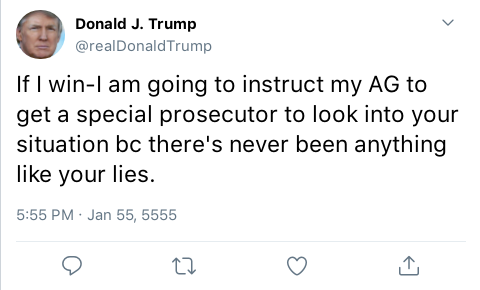 Donald J. Trump
@realDonaldTrump
If I win-I am going to instruct my AG to
get a special prosecutor to look into your
situation bc there's never been anything
like your lies.
5:55 PM · Jan 55, 5555